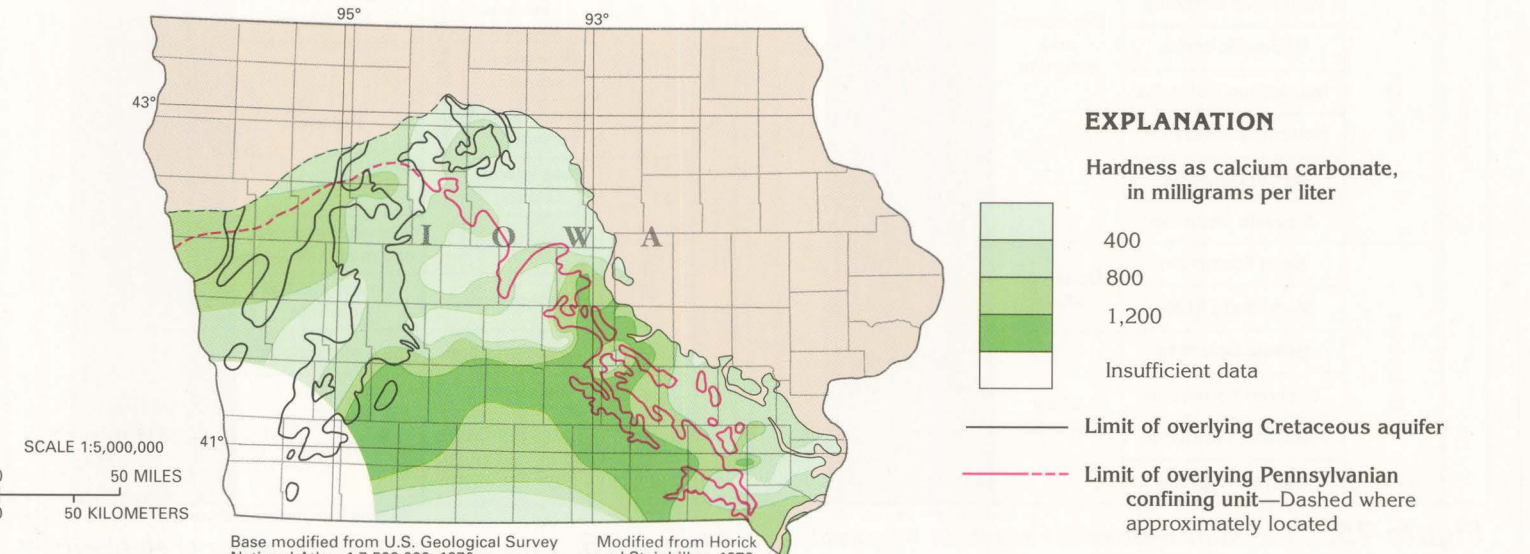 95°
93°
43°
I O W A
41°
SCALE 1:5,000,000
0 50 MILES
0 50 KILOMETERS
Base modified from U.S. Geological Survey
Modified from Horick
EXPLANATION
Hardness as calcium carbonate,
in milligrams per liter
400
800
1,200
Insufficient data
Limit of overlying Cretaceous aquifer
Limit of overlying Pennsylvanian
confining unit—Dashed where
approximately located